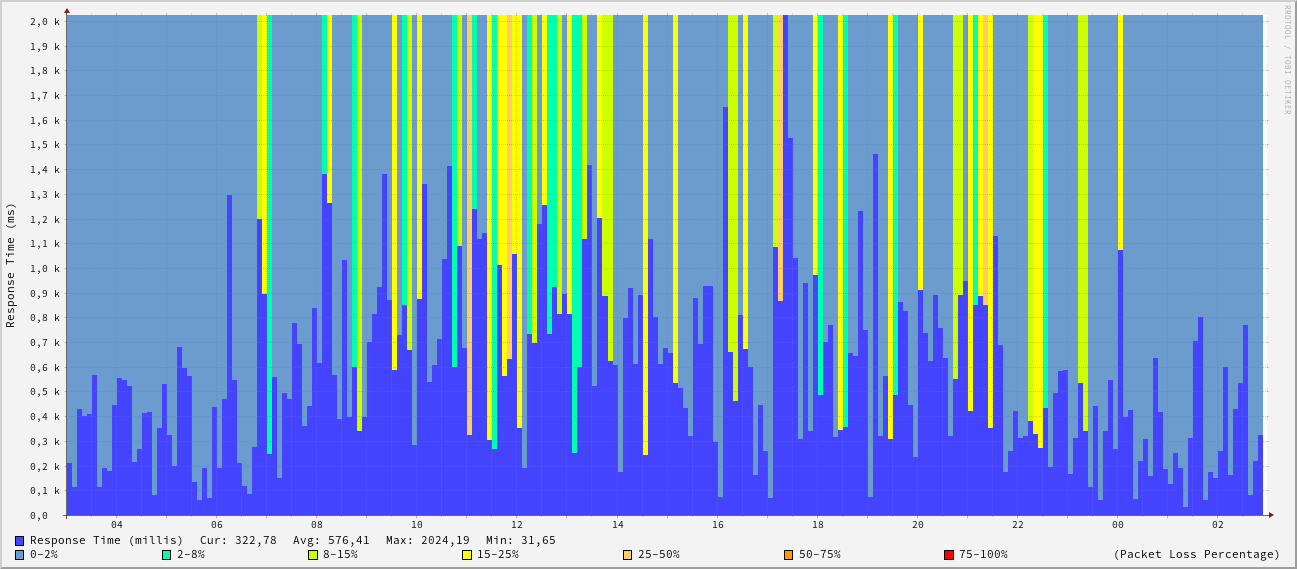 RRDTOOL / TOBI OETIKER
Response Time (ms)
2,0 k
1,9 k
1,8 k
1,7 k
1,6 k
1,5 k
1,4 k
1,3 k
1,2 k
1,1 k
1,0 k
0,9 k
0,8 k
0,7 k
0,6 k
0,5 k
0,4 k
0,3 k
0,2 k
0,1 k
0,0
04 06 08 10 12 14 16 18 20 22 00 02
Response Time (millis) Cur: 322,78 Avg: 576,41 Max: 2024,19 Min: 31,65
0-2% 2-8% 8-15% 15-25% 25-50% 50-75% 75-100% (Packet Loss Percentage)